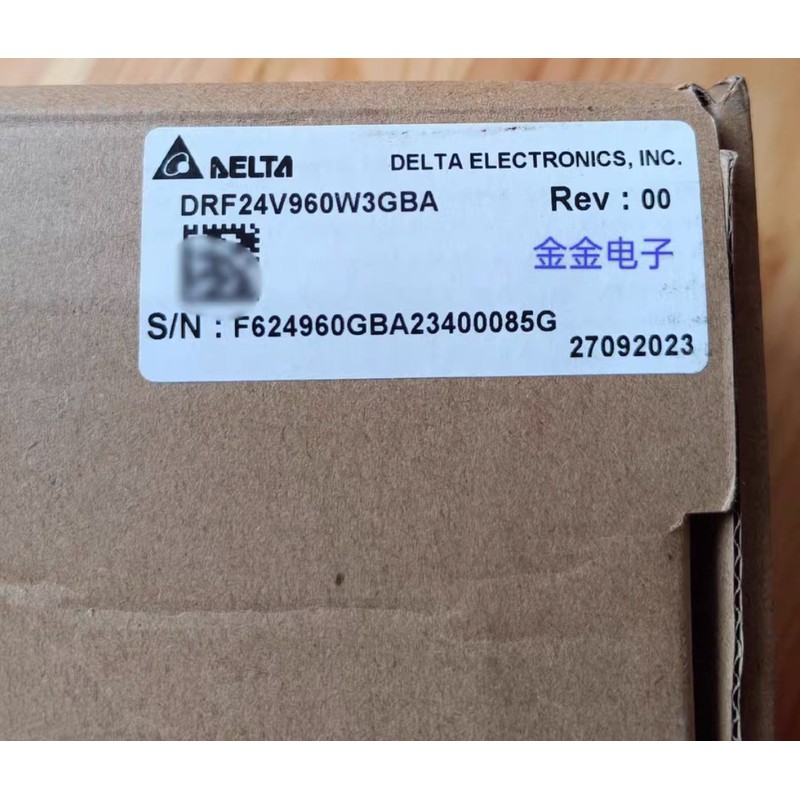 DELTA
DELTA ELECTRONICS, INC.
DRF24V960W3GBA
Rev : 00
金金电子
S/N : F624960GBA23400085G
27092023